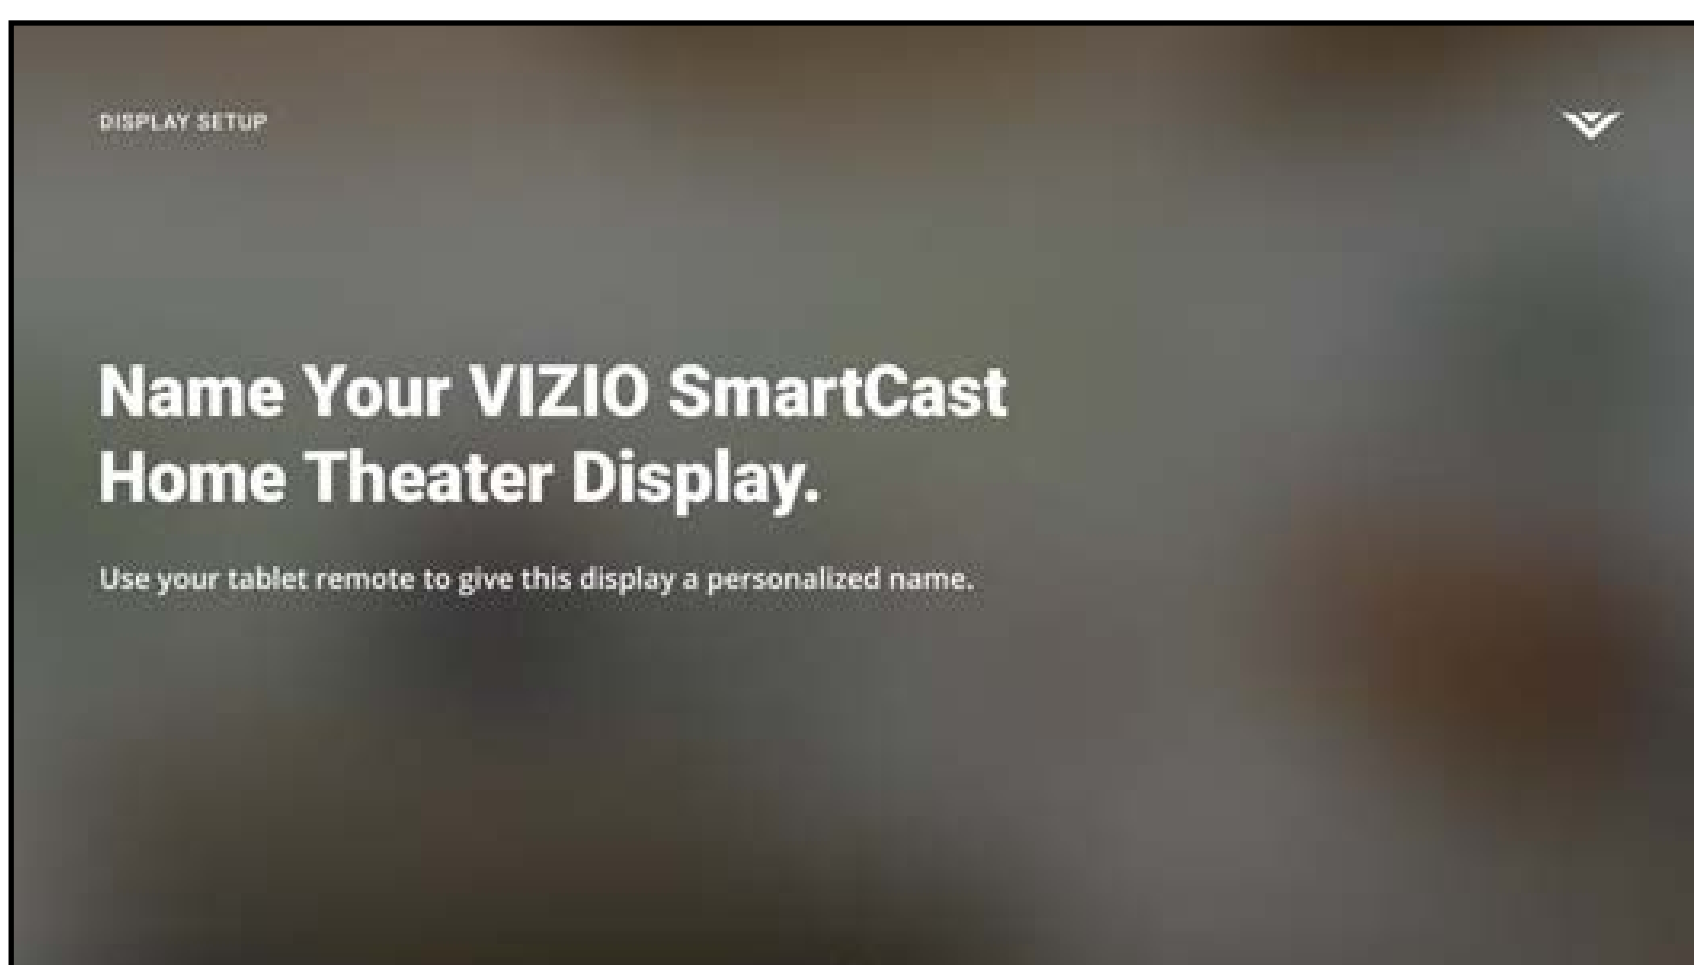 DISPLAY SETUP
Name Your VIZIO SmartCast
Home Theater Display.
Use your tablet remote to give this display a personalized name.